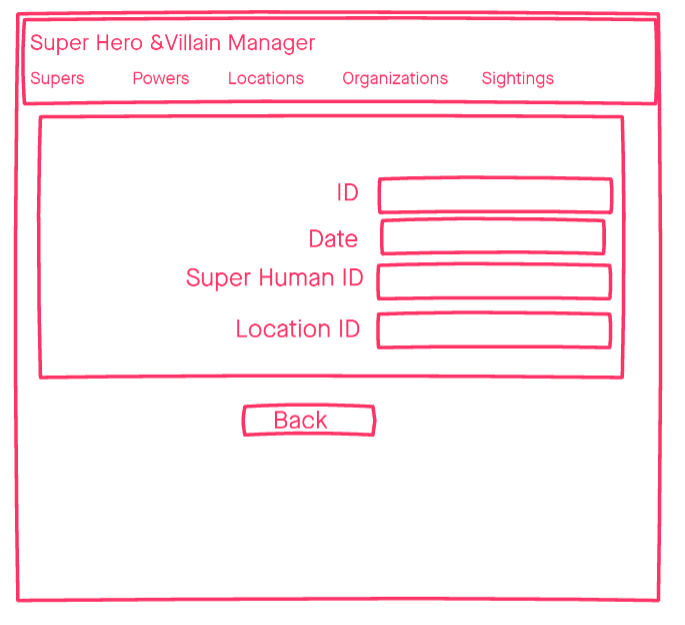 Super Hero &Villain Manager
Supers Powers Locations Organizations Sightings
ID
Date
Super Human ID
Location ID
Back